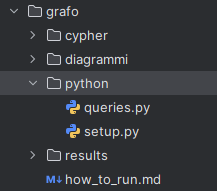 grafo
cypher
diagrammi
python
queries.py
setup.py
results
M↓ how_to_run.md